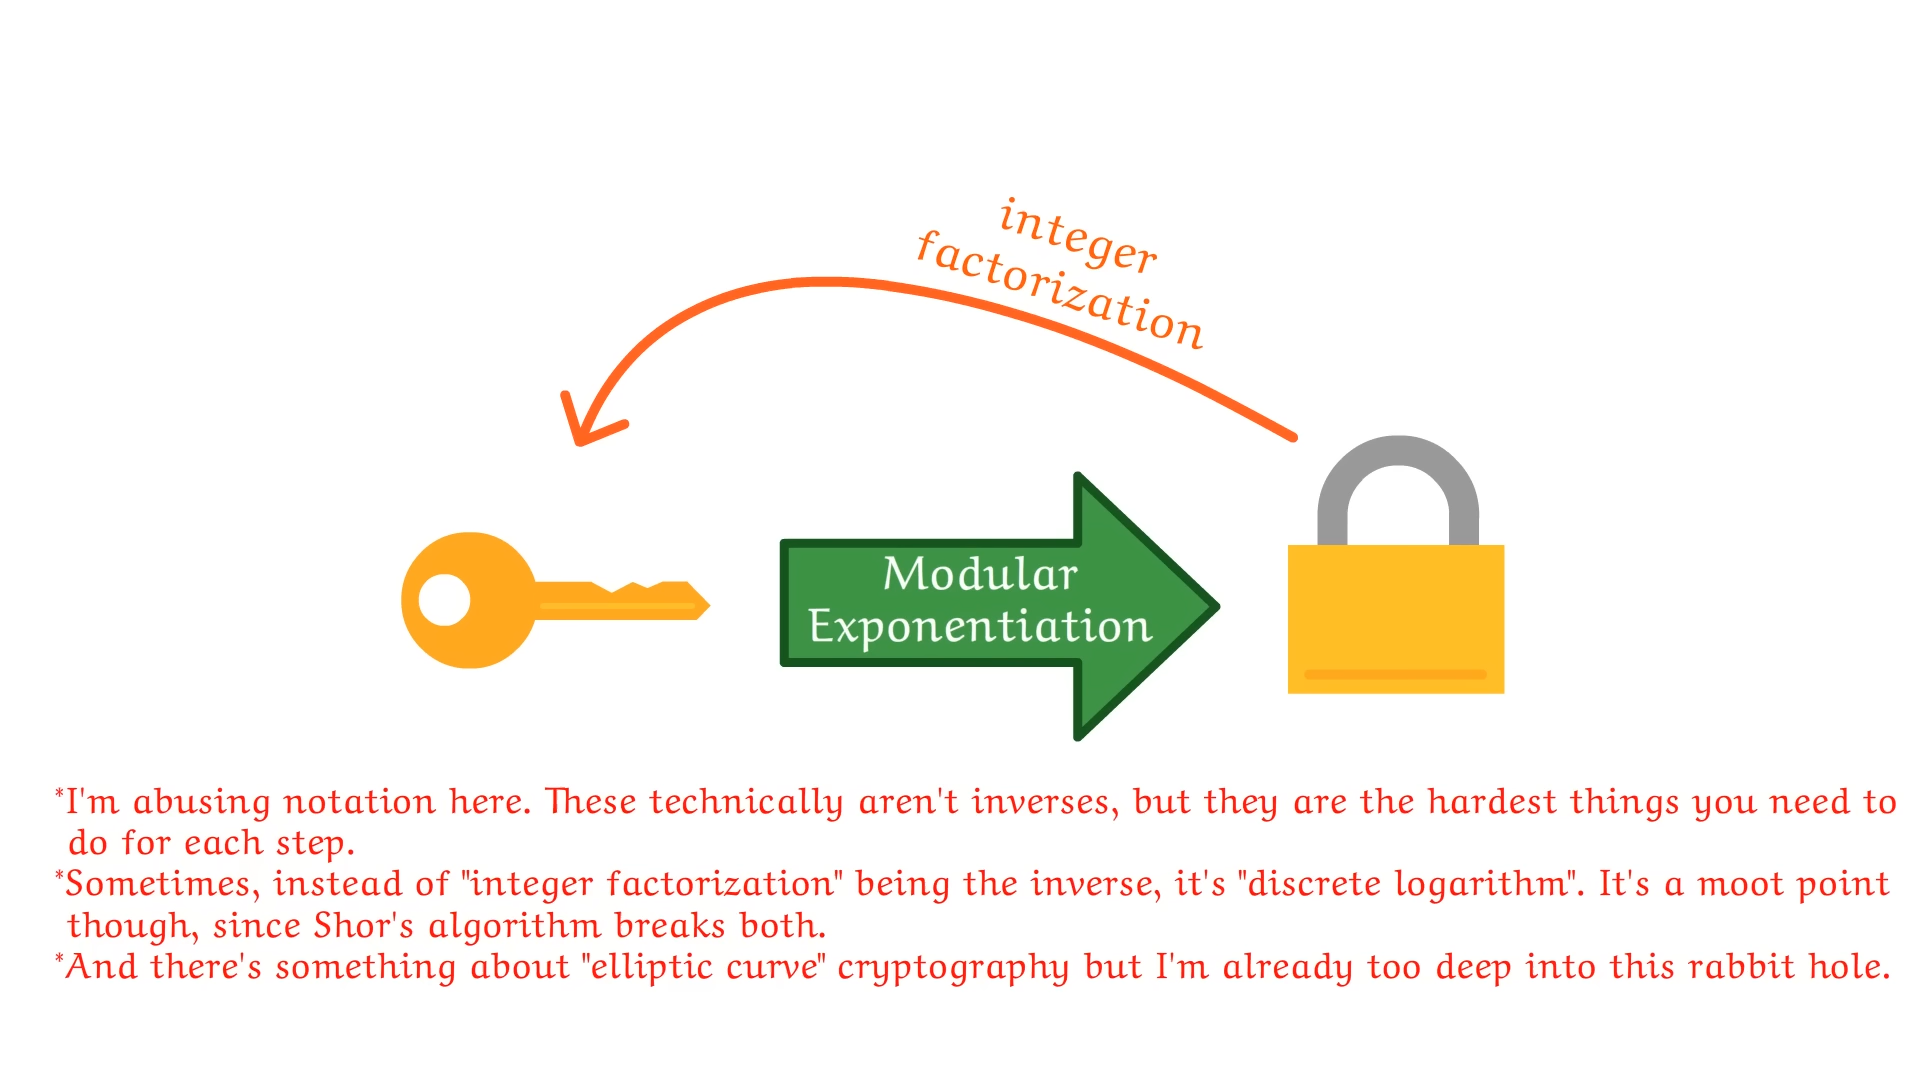 integer
factorization
Modular
Exponentiation
*I'm abusing notation here. These technically aren't inverses, but they are the hardest things you need to
do for each step.
*Sometimes, instead of "integer factorization" being the inverse, it's "discrete logarithm". It's a moot point
though, since Shor's algorithm breaks both.
*And there's something about "elliptic curve" cryptography but I'm already too deep into this rabbit hole.